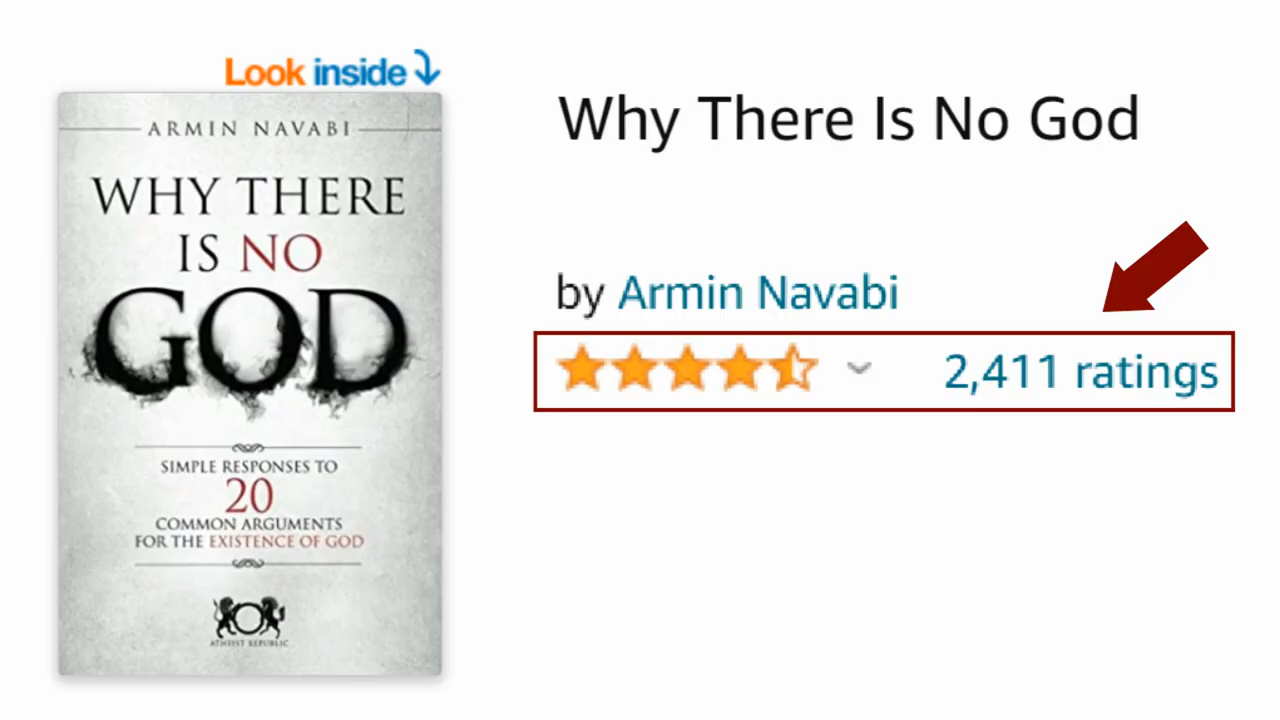 Look inside
ARMIN NAVABI
WHY THERE
IS NO
GOD
SIMPLE RESPONSES TO
20
COMMON ARGUMENTS
FOR THE EXISTENCE OF GOD
ATHEIST REPUBLIC
Why There Is No God
by Armin Navabi
2,411 ratings